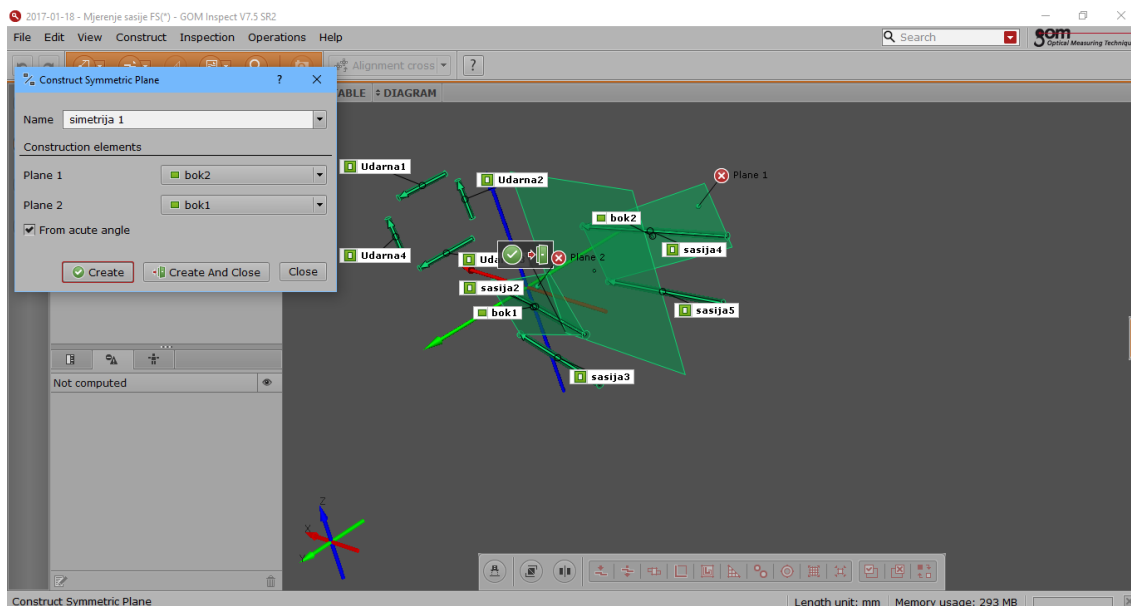 2017-01-18 - Mjerenje sasije FS(*) - GOM Inspect V7.5 SR2
File Edit View Construct Inspection Operations Help
Search
gom
Optical Measuring Technique
Alignment cross
?
Construct Symmetric Plane
?
ABLE
DIAGRAM
Name simetrija 1
Construction elements
Plane 1 bok2
Plane 2 bok1
From acute angle
Create
Create And Close
Close
Udarna1
Udarna2
Plane 1
bok2
sasija4
Udarna4
Uda
Plane 2
sasija2
bok1
sasija5
sasija3
Not computed
Z
X
Y
Construct Symmetric Plane
Length unit: mm
Memory usage: 293 MB